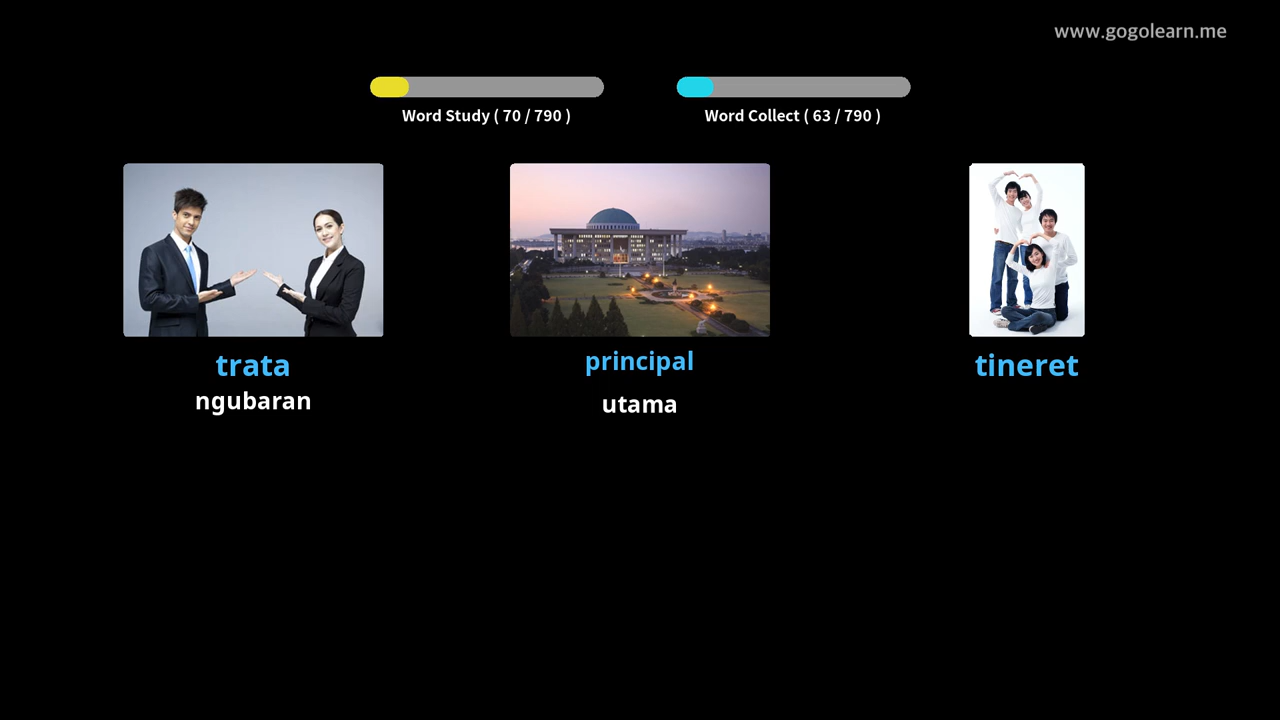 www.gogolearn.me
Word Study ( 70 / 790 )
Word Collect ( 63 / 790 )
trata
ngubaran
principal
utama
tineret